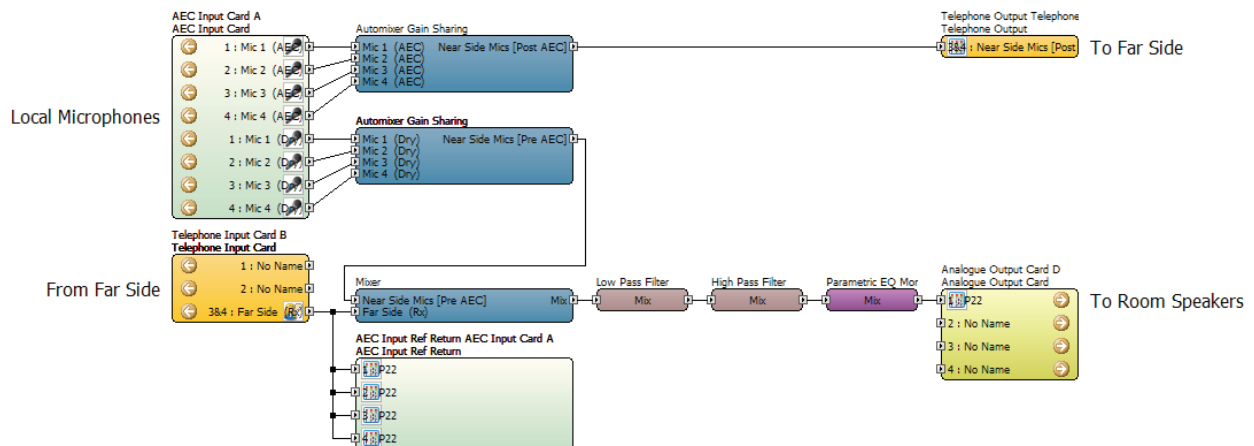 AEC Input Card A
AEC Input Card
1 : Mic 1 (AEC)
2 : Mic 2 (AEC)
3 : Mic 3 (AEC)
4 : Mic 4 (AEC)
1 : Mic 1
2 : Mic 2
3 : Mic 3
4 : Mic 4
Local Microphones
Automixer Gain Sharing
Mic 1 (AEC) Near Side Mics [Post AEC]
Mic 2 (AEC)
Mic 3 (AEC)
Mic 4 (AEC)
Automixer Gain Sharing
Mic 1 (Dry) Near Side Mics [Pre AEC]
Mic 2 (Dry)
Mic 3 (Dry)
Mic 4 (Dry)
Telephone Output Telephone
Telephone Output
3&4 : Near Side Mics [Post
To Far Side
Telephone Input Card B
Telephone Input Card
1 : No Name
2 : No Name
3&4 : Far Side (Rx)
From Far Side
Mixer
Near Side Mics [Pre AEC] Mix
Far Side (Rx)
Low Pass Filter
Mix
High Pass Filter
Mix
Parametric EQ Mor
Mix
Analogue Output Card D
Analogue Output Card
1 P22
2 : No Name
3 : No Name
4 : No Name
To Room Speakers
AEC Input Ref Return AEC Input Card A
AEC Input Ref Return
1 P22
2 P22
3 P22
4 P22